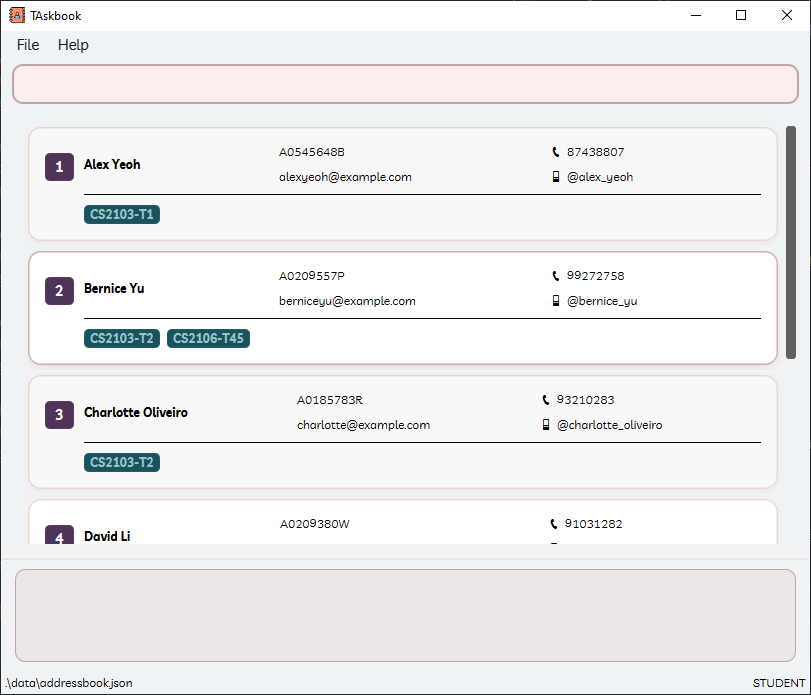 TAskbook
File Help
1 Alex Yeoh
A0545648B
87438807
alexyeoh@example.com
@alex_yeoh
CS2103-T1
2 Bernice Yu
A0209557P
99272758
berniceyu@example.com
@bernice_yu
CS2103-T2 CS2106-T45
3 Charlotte Oliveiro
A0185783R
93210283
charlotte@example.com
@charlotte_oliveiro
CS2103-T2
4 David Li
A0209380W
91031282
.\data\addressbook.json
STUDENT